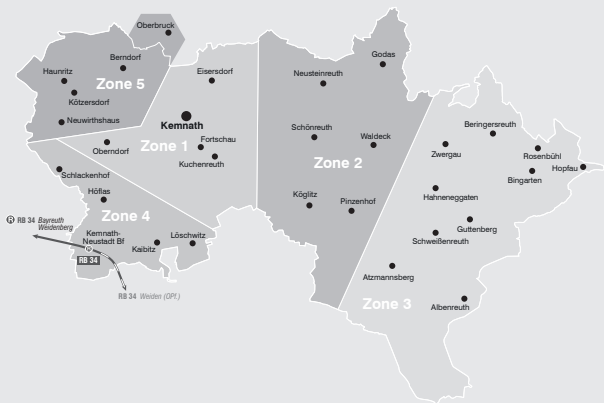 Oberbruck
Berndorf
Haunritz
Zone 5
Kötzersdorf
Neuwirthshaus
Eisersdorf
Kemnath
Oberndorf
Zone 1
Fortschau
Kuchenreuth
Godas
Neusteinreuth
Schönreuth
Waldeck
Zone 2
Köglitz
Pinzenhof
Beringersreuth
Zwergau
Rosenbühl
Hopfau
Bingarten
Hahneneggaten
Guttenberg
Schweißenreuth
Atzmannsberg
Zone 3
Albenreuth
Schlackenhof
Höflas
Zone 4
RB 34 Bayreuth
Weidenberg
Kemnath-
Neustadt Bf
Kaibitz
Löschwitz
RB 34
RB 34 Weiden (OPf.)